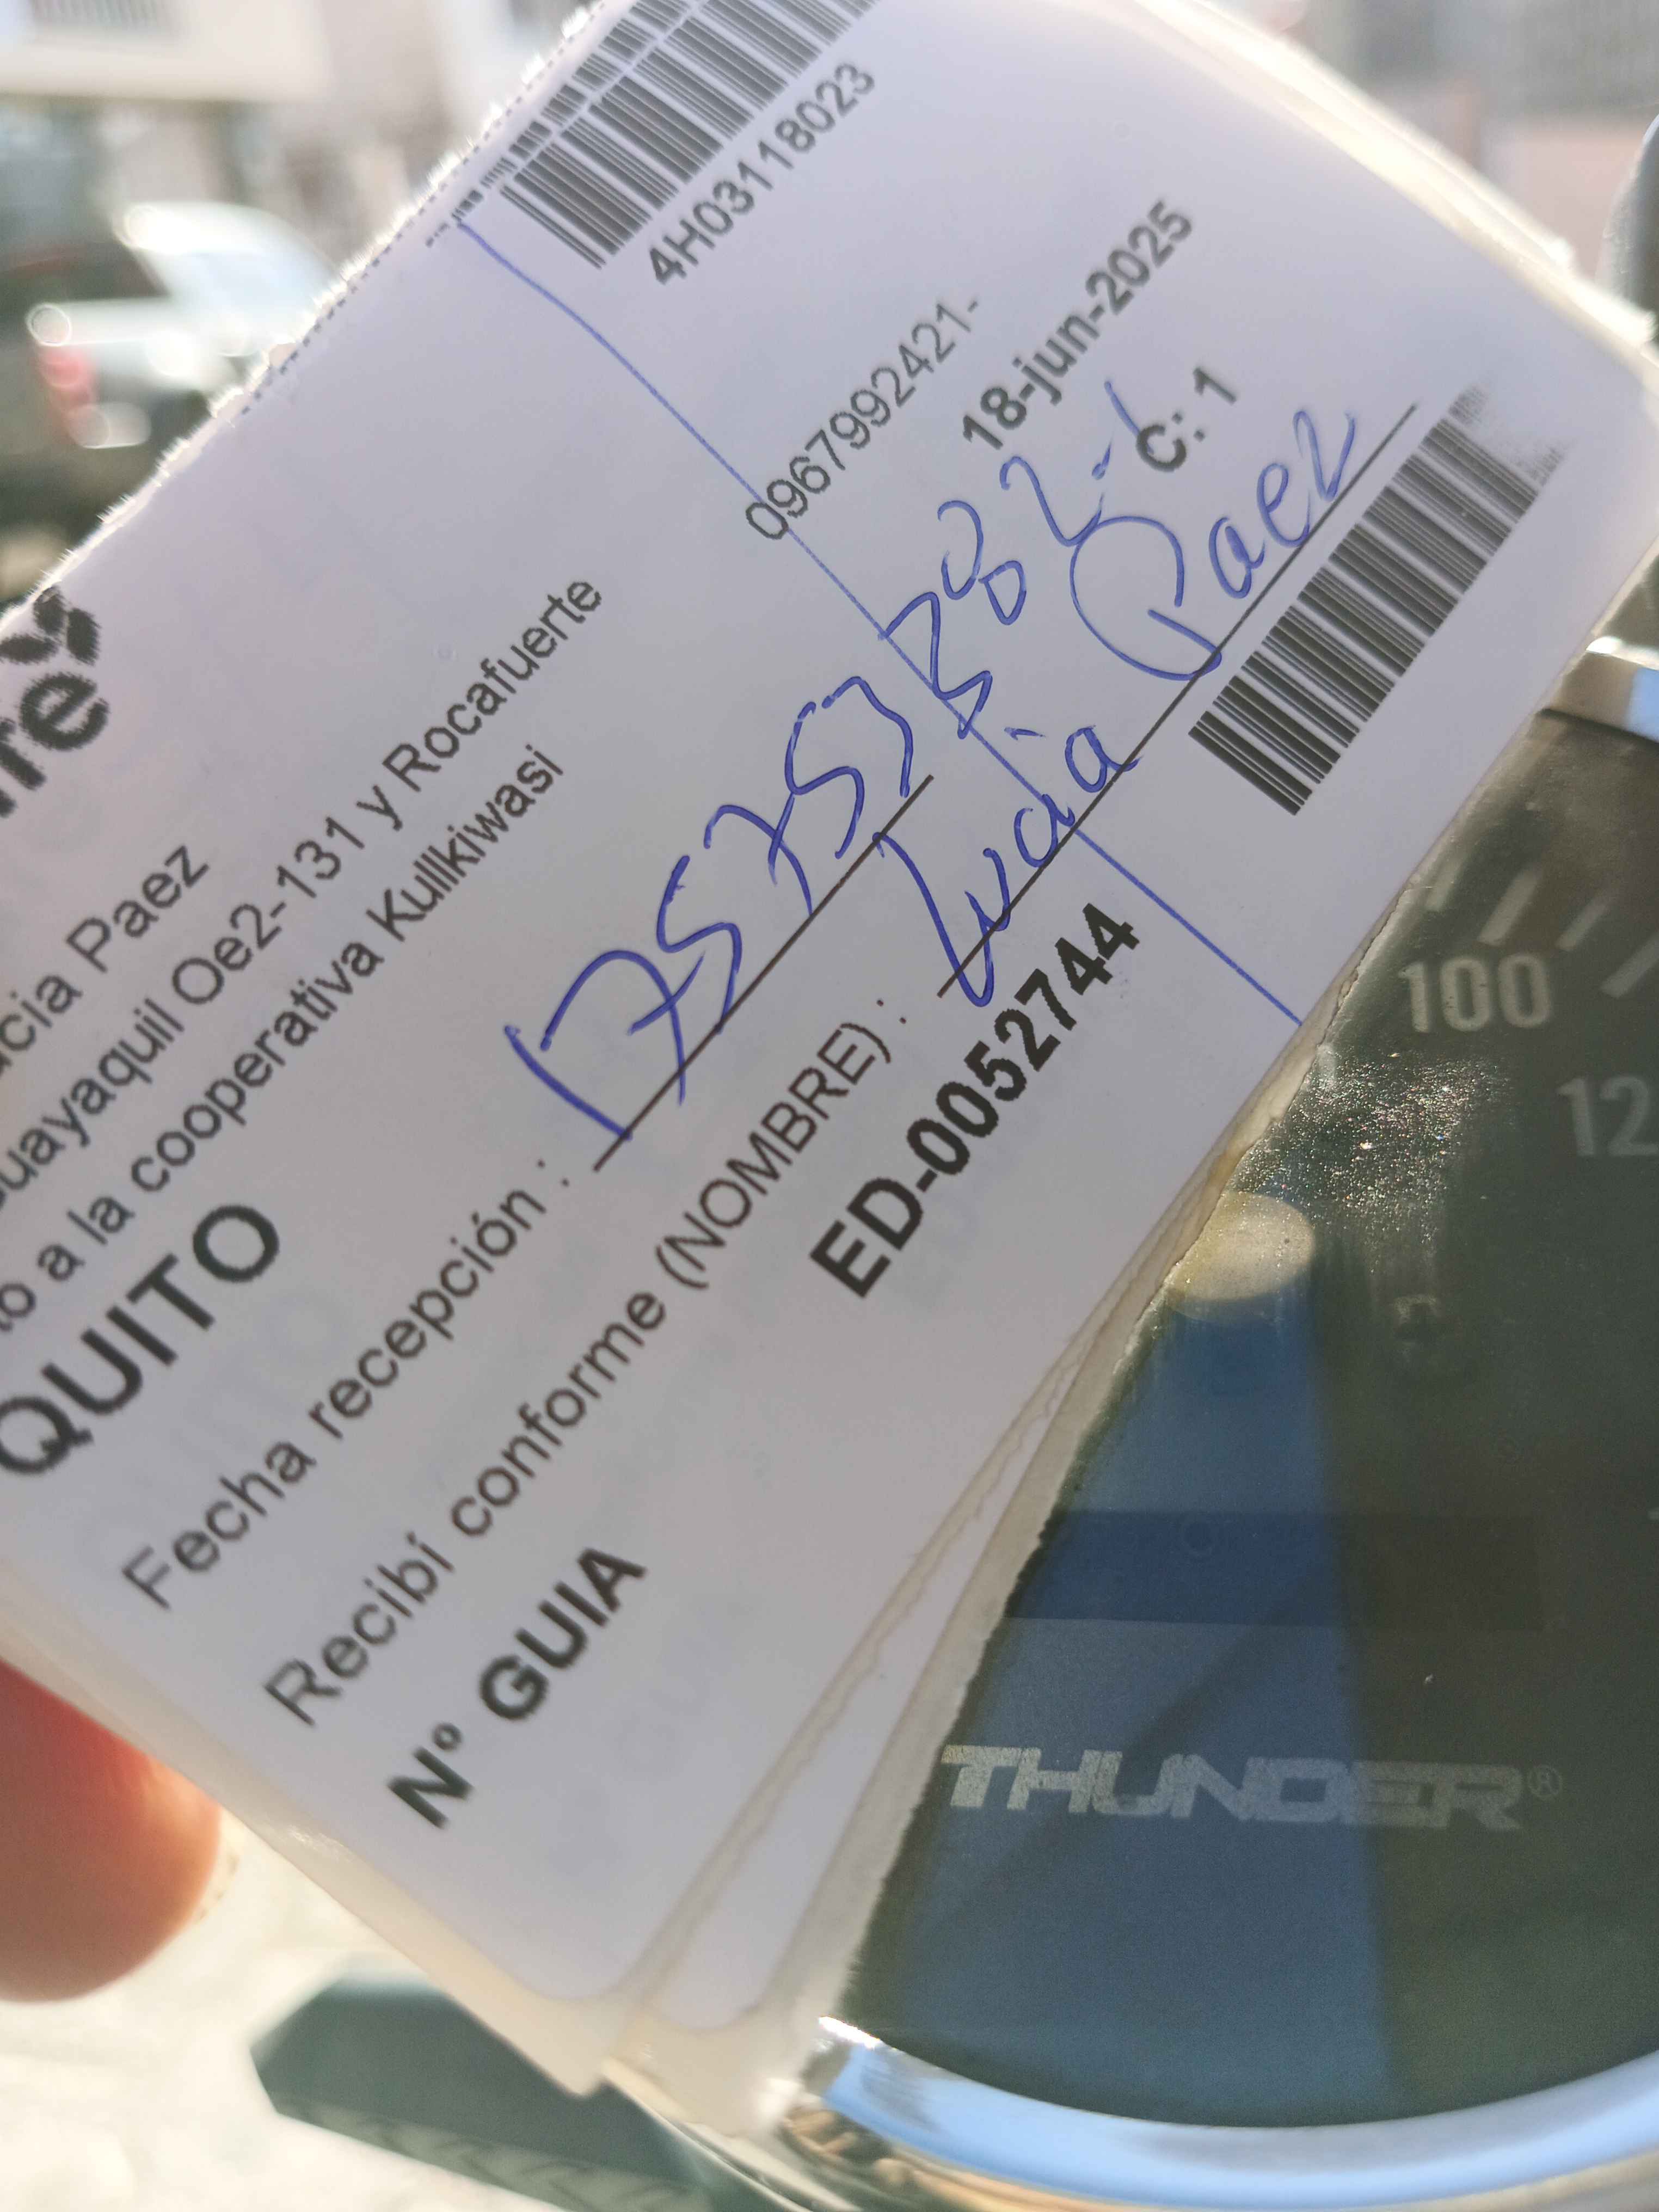 4H03118023
re
cia Paez
uayaquil Oe2-131 y Rocafuerte
0967992421-
o a la cooperativa Kullkiwasi
18-jun-2025
QUITO
C: 1
Fecha recepción :
Recibí conforme (NOMBRE) : Lucia Paez
Nº GUIA ED-0052744
100
12
THUNDER®